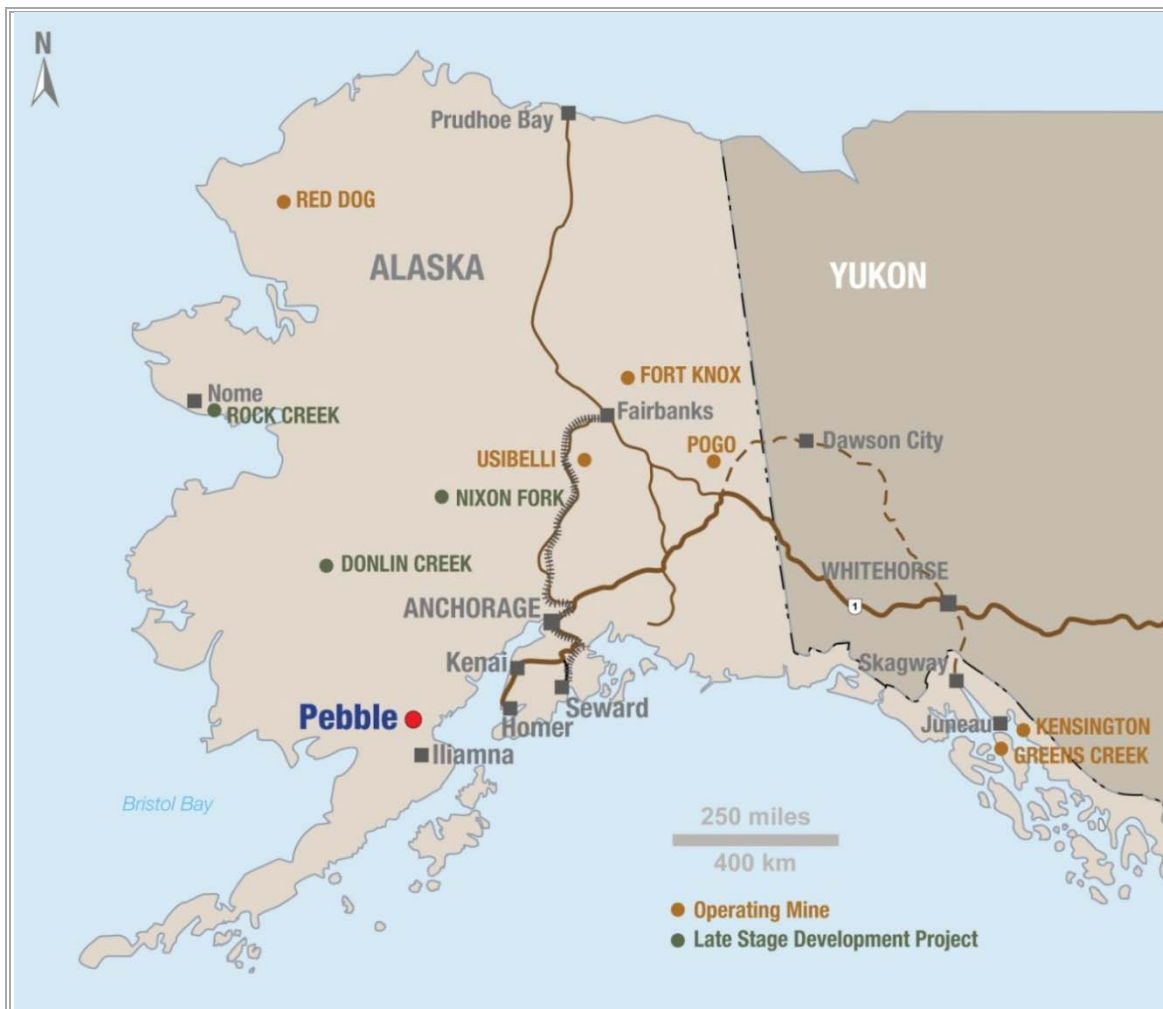 N
Prudhoe Bay
RED DOG
ALASKA
YUKON
FORT KNOX
Nome
ROCK CREEK
Fairbanks
Dawson City
USIBELLI
POGO
NIXON FORK
DONLIN CREEK
WHITEHORSE
1
ANCHORAGE
Kenai
Skagway
Pebble
Homer
Seward
Juneau
KENSINGTON
GREENS CREEK
Iliamna
Bristol Bay
250 miles
400 km
Operating Mine
Late Stage Development Project